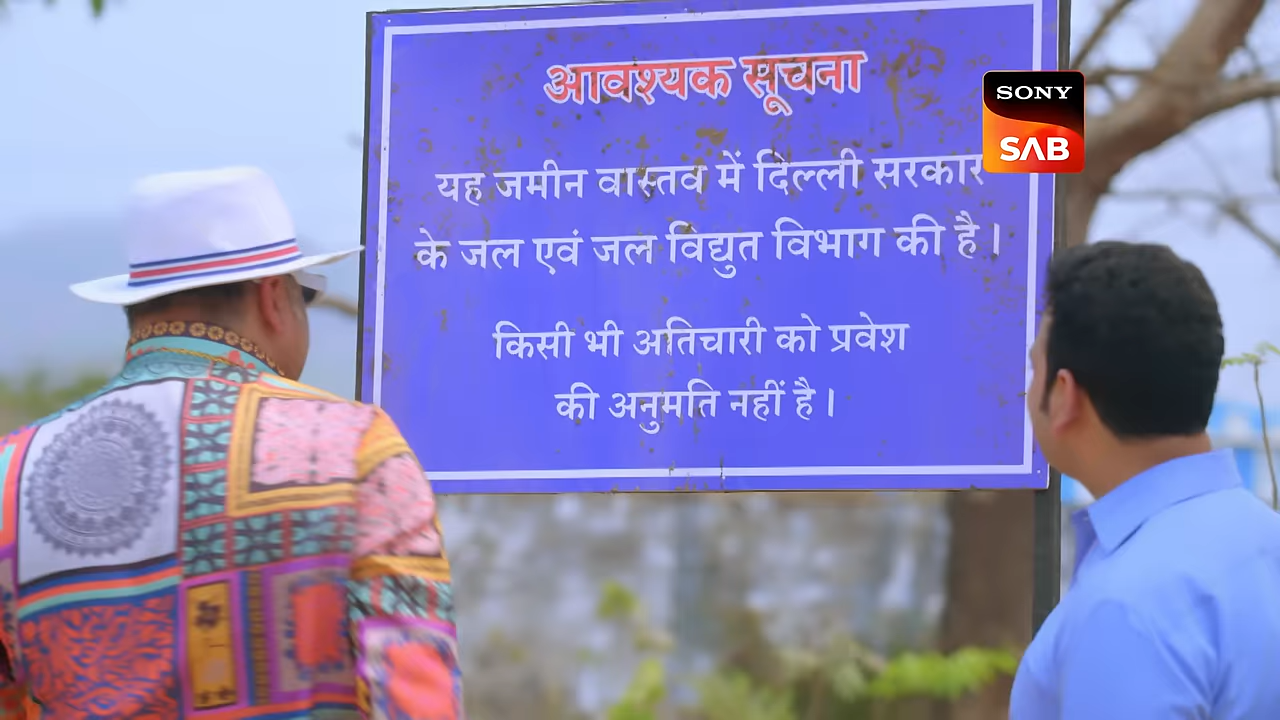 आवश्यक सूचना
SONY
SAB
यह जमीन वास्तव में दिल्ली सरकार
के जल एवं जल विद्युत विभाग की है।
किसी भी अतिचारी को प्रवेश
की अनुमति नहीं है।